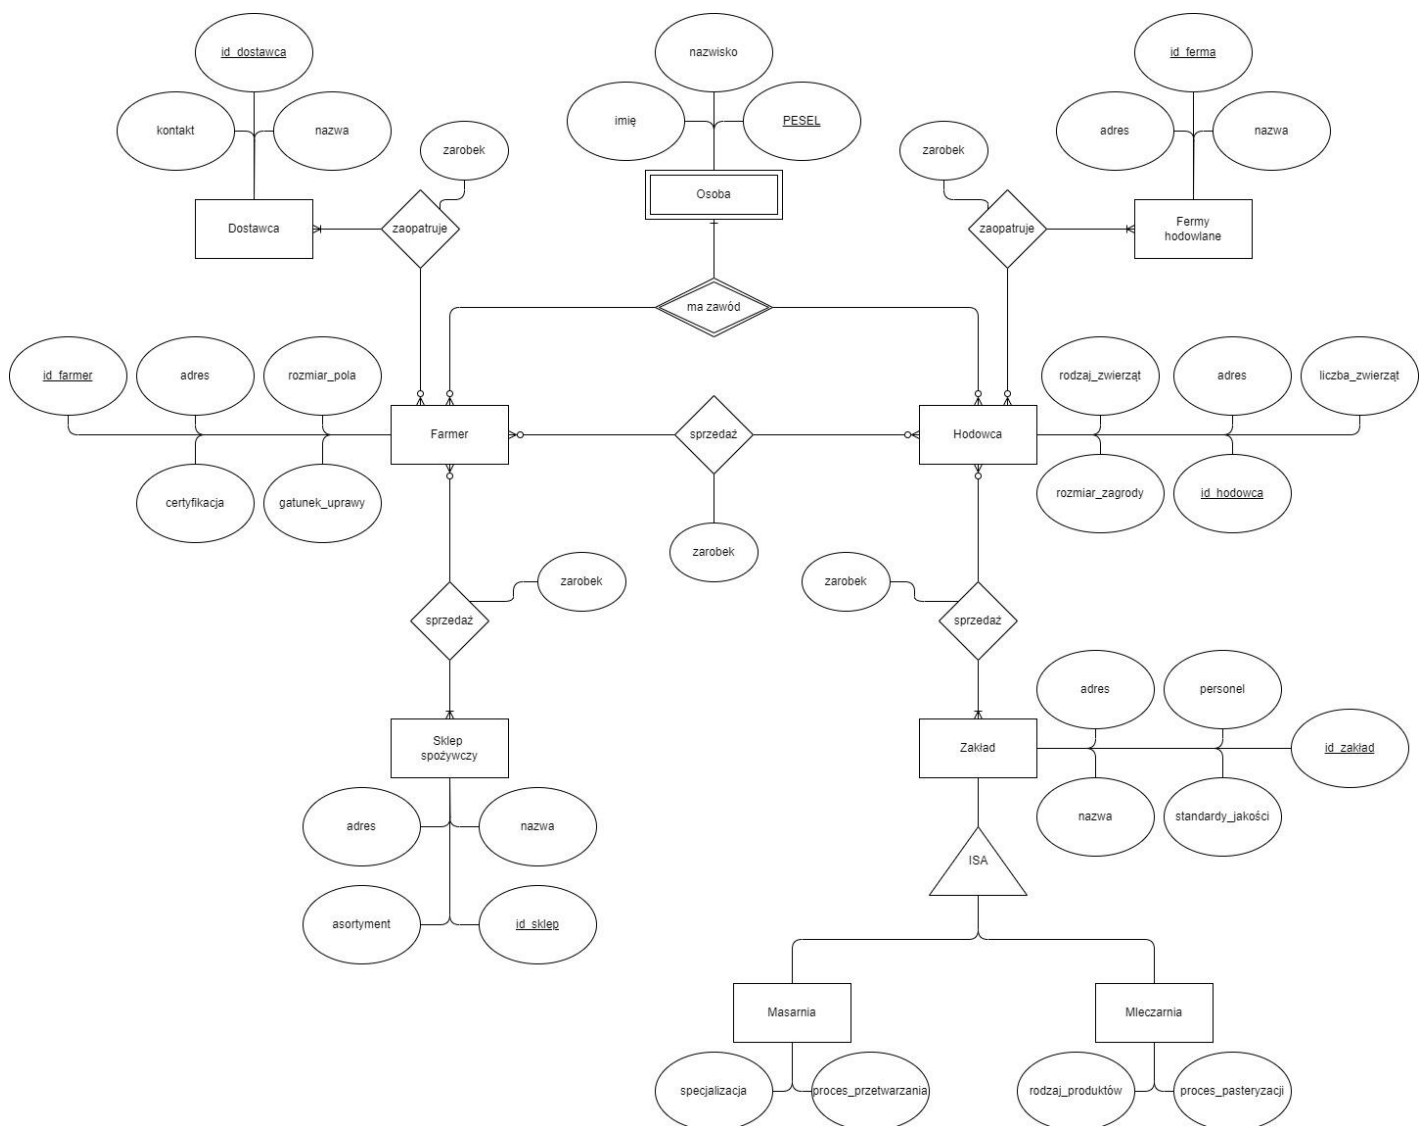 id_dostawca
nazwisko
id_ferma
kontakt
nazwa
imię
PESEL
adres
nazwa
zarobek
zarobek
Osoba
Dostawca
zaopatruje
zaopatruje
Fermy
hodowlane
ma zawód
id_farmer
adres
rozmiar_pola
rodzaj_zwierząt
adres
liczba_zwierząt
Farmer
sprzedaż
Hodowca
certyfikacja
gatunek_uprawy
rozmiar_zagrody
id_hodowca
zarobek
zarobek
zarobek
sprzedaż
sprzedaż
adres
personel
Sklep
spożywczy
Zakład
id_zakład
adres
nazwa
nazwa
standardy_jakości
ISA
asortyment
id_sklep
Masarnia
Mleczarnia
specjalizacja
proces_przetwarzania
rodzaj_produktów
proces_pasteryzacji